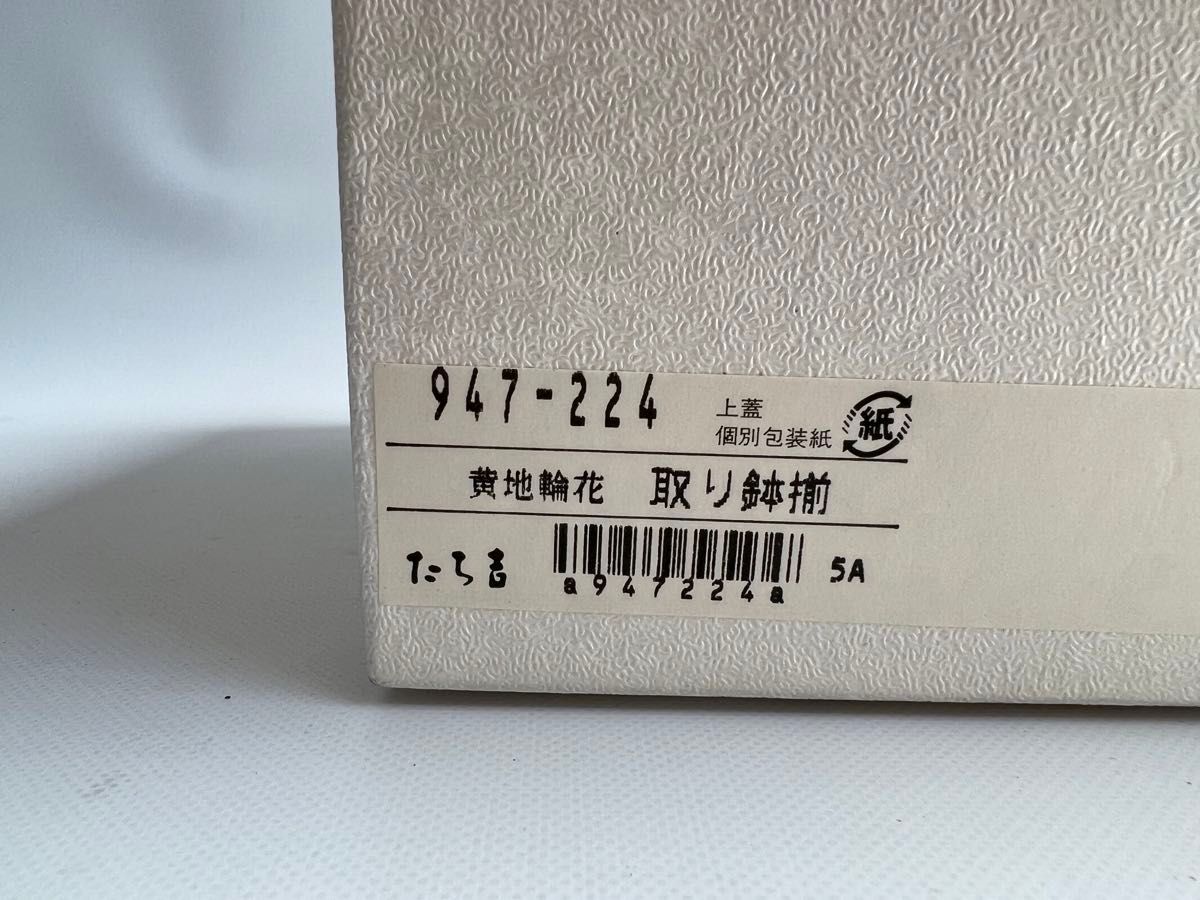 947-224
上蓋
個別包装紙 紙
黄地輪花 取り鉢揃
たち吉 5A
a947224a